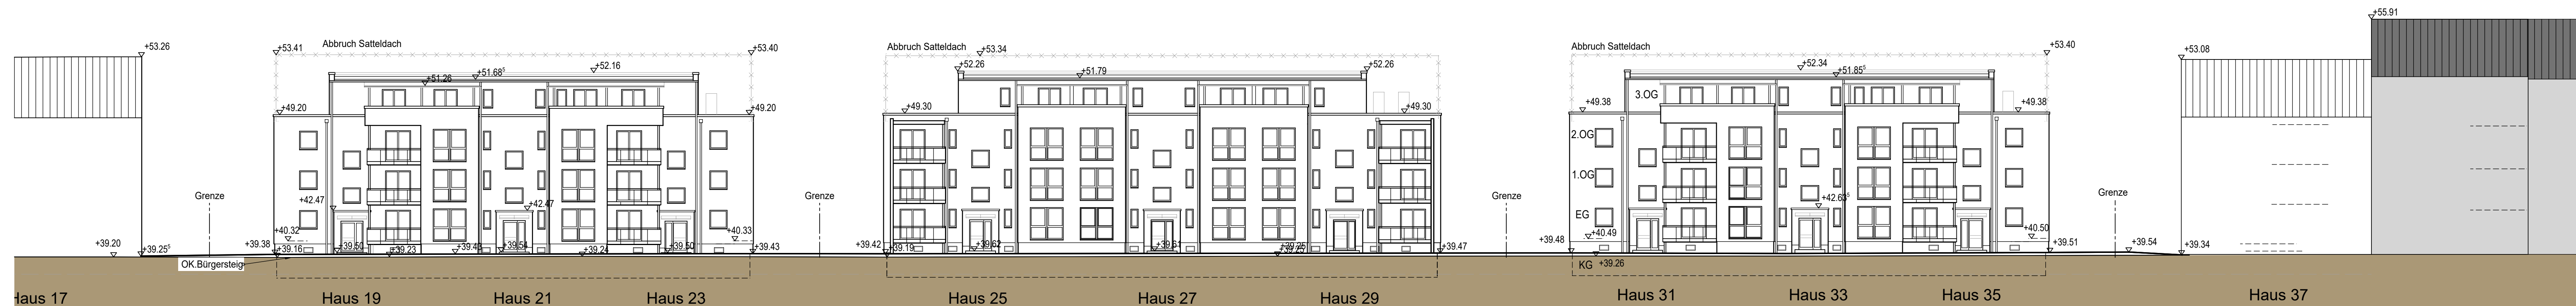 +53.26
Abbruch Satteldach
+53.41
+53.40
+51.26
+51.68⁵
+52.16
+49.20
+49.20
+42.47
+42.47
Grenze
+40.32
+40.33
+39.20
+39.25⁵
+39.38
+39.16
+39.50
+39.23
+39.54
+39.24
+39.50
+39.43
OK.Bürgersteig
Grenze
Abbruch Satteldach
+53.34
+52.26
+51.79
+52.26
+49.30
+49.30
+39.42
+39.19
+39.62
+39.61
+39.47
Grenze
Abbruch Satteldach
+53.40
+52.34
+51.85⁵
3.OG
+49.38
+49.38
2.OG
1.OG
+42.63⁵
EG
+40.49
+40.50
+39.48
+39.51
KG
+39.26
Grenze
+39.54
+39.34
+53.08
+55.91
Haus 17
Haus 19
Haus 21
Haus 23
Haus 25
Haus 27
Haus 29
Haus 31
Haus 33
Haus 35
Haus 37